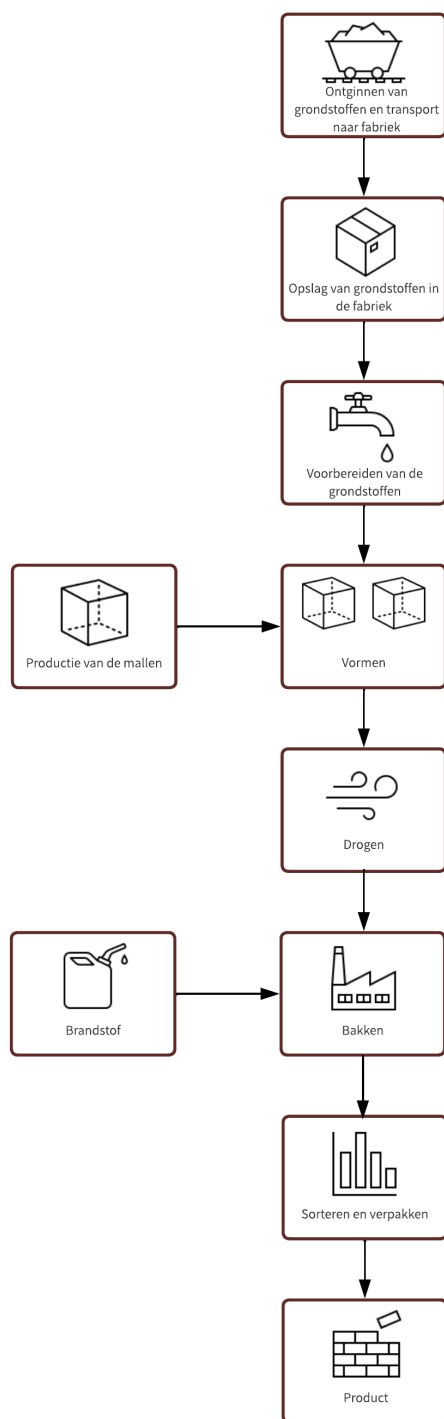 Ontginnen van
grondstoffen en transport
naar fabriek
Opslag van grondstoffen in
de fabriek
Voorbereiden van de
grondstoffen
Productie van de mallen
Vormen
Drogen
Brandstof
Bakken
Sorteren en verpakken
Product